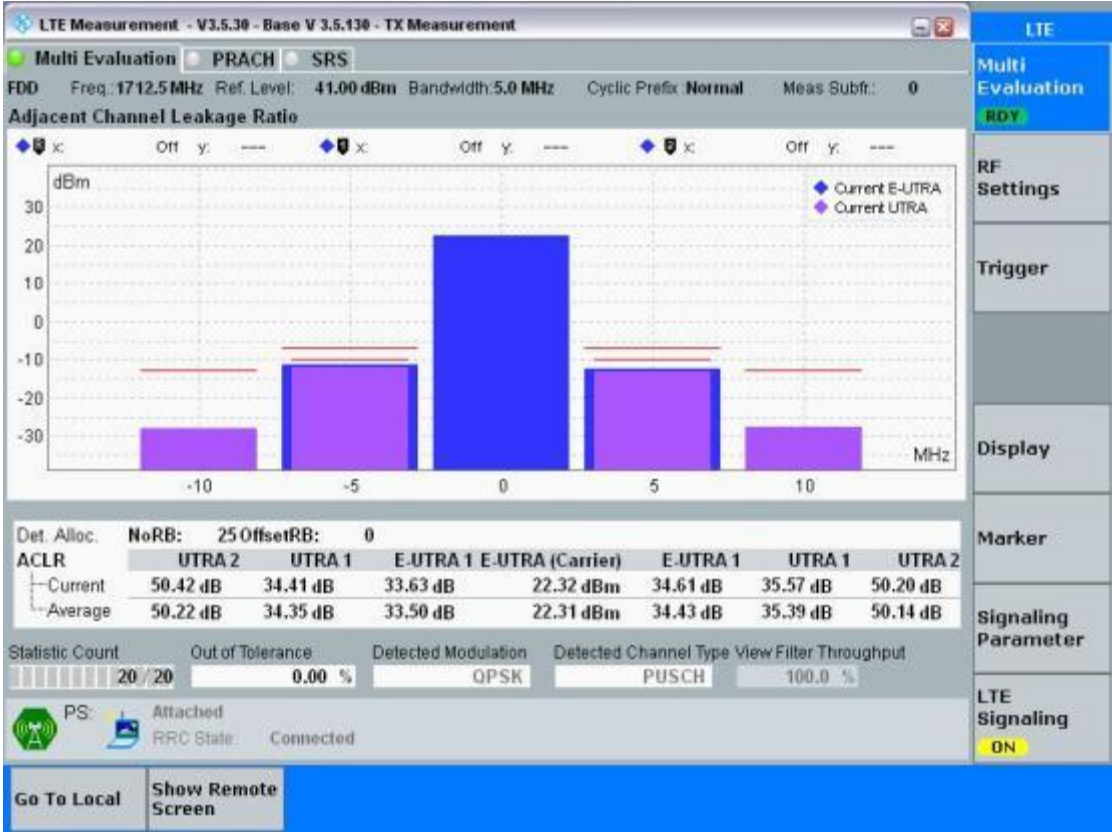 LTE Measurement - V3.5.30 - Base V 3.5.130 - TX Measurement
LTE
Multi Evaluation PRACH SRS
Multi
Evaluation
RDY
FDD Freq.: 1712.5 MHz Ref. Level: 41.00 dBm Bandwidth: 5.0 MHz Cyclic Prefix: Normal Meas Subfr.: 0
Adjacent Channel Leakage Ratio
x: Off y: --- x: Off y: --- x: Off y: ---
dBm
Current E-UTRA
Current UTRA
30
20
10
0
-10
-20
-30
MHz
-10 -5 0 5 10
RF
Settings
Trigger
Display
Marker
Signaling
Parameter
LTE
Signaling
ON
Det. Alloc. NoRB: 25 OffsetRB: 0
ACLR UTRA 2 UTRA 1 E-UTRA 1 E-UTRA (Carrier) E-UTRA 1 UTRA 1 UTRA 2
Current 50.42 dB 34.41 dB 33.63 dB 22.32 dBm 34.61 dB 35.57 dB 50.20 dB
Average 50.22 dB 34.35 dB 33.50 dB 22.31 dBm 34.43 dB 35.39 dB 50.14 dB
Statistic Count Out of Tolerance Detected Modulation Detected Channel Type View Filter Throughput
20 / 20 0.00 % QPSK PUSCH 100.0 %
PS: Attached
RRC State: Connected
Go To Local
Show Remote
Screen